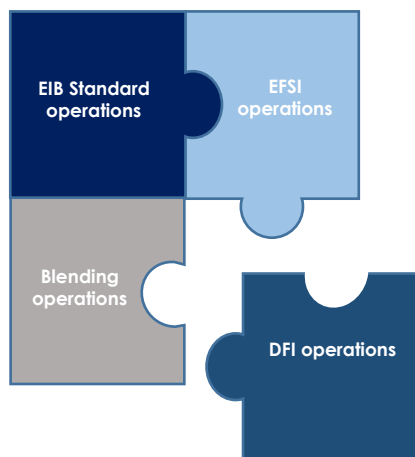 EIB Standard
operations
EFSI
operations
Blending
operations
DFI operations